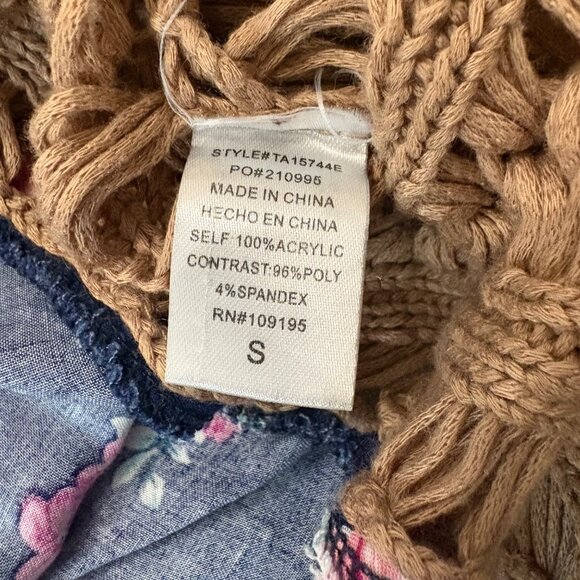 STYLE#TA15744E
PO#210995
MADE IN CHINA
HECHO EN CHINA
SELF 100%ACRYLIC
CONTRAST:96%POLY
4%SPANDEX
RN#109195
S